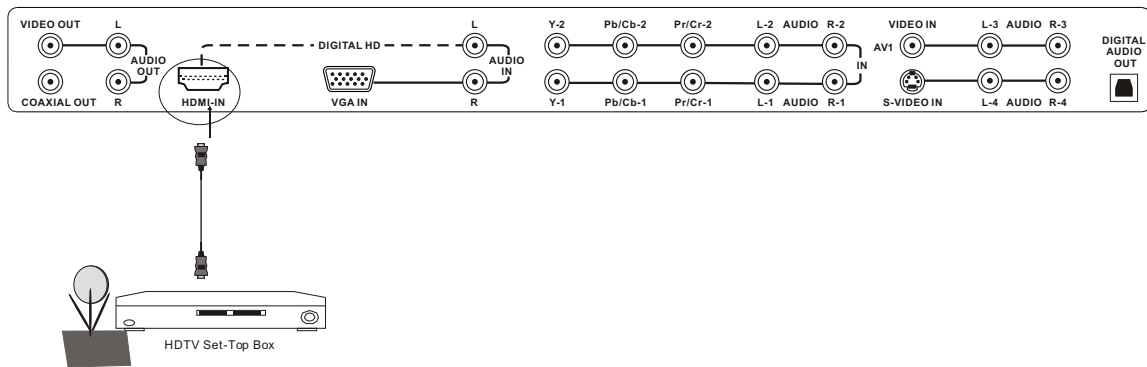 VIDEO OUT L L Y-2 Pb/Cb-2 Pr/Cr-2 L-2 AUDIO R-2 VIDEO IN L-3 AUDIO R-3
AUDIO OUT
DIGITAL HD
AUDIO IN
IN
AV1
DIGITAL AUDIO OUT
COAXIAL OUT R HDMI-IN VGA IN R Y-1 Pb/Cb-1 Pr/Cr-1 L-1 AUDIO R-1 S-VIDEO IN L-4 AUDIO R-4
HDTV Set-Top Box